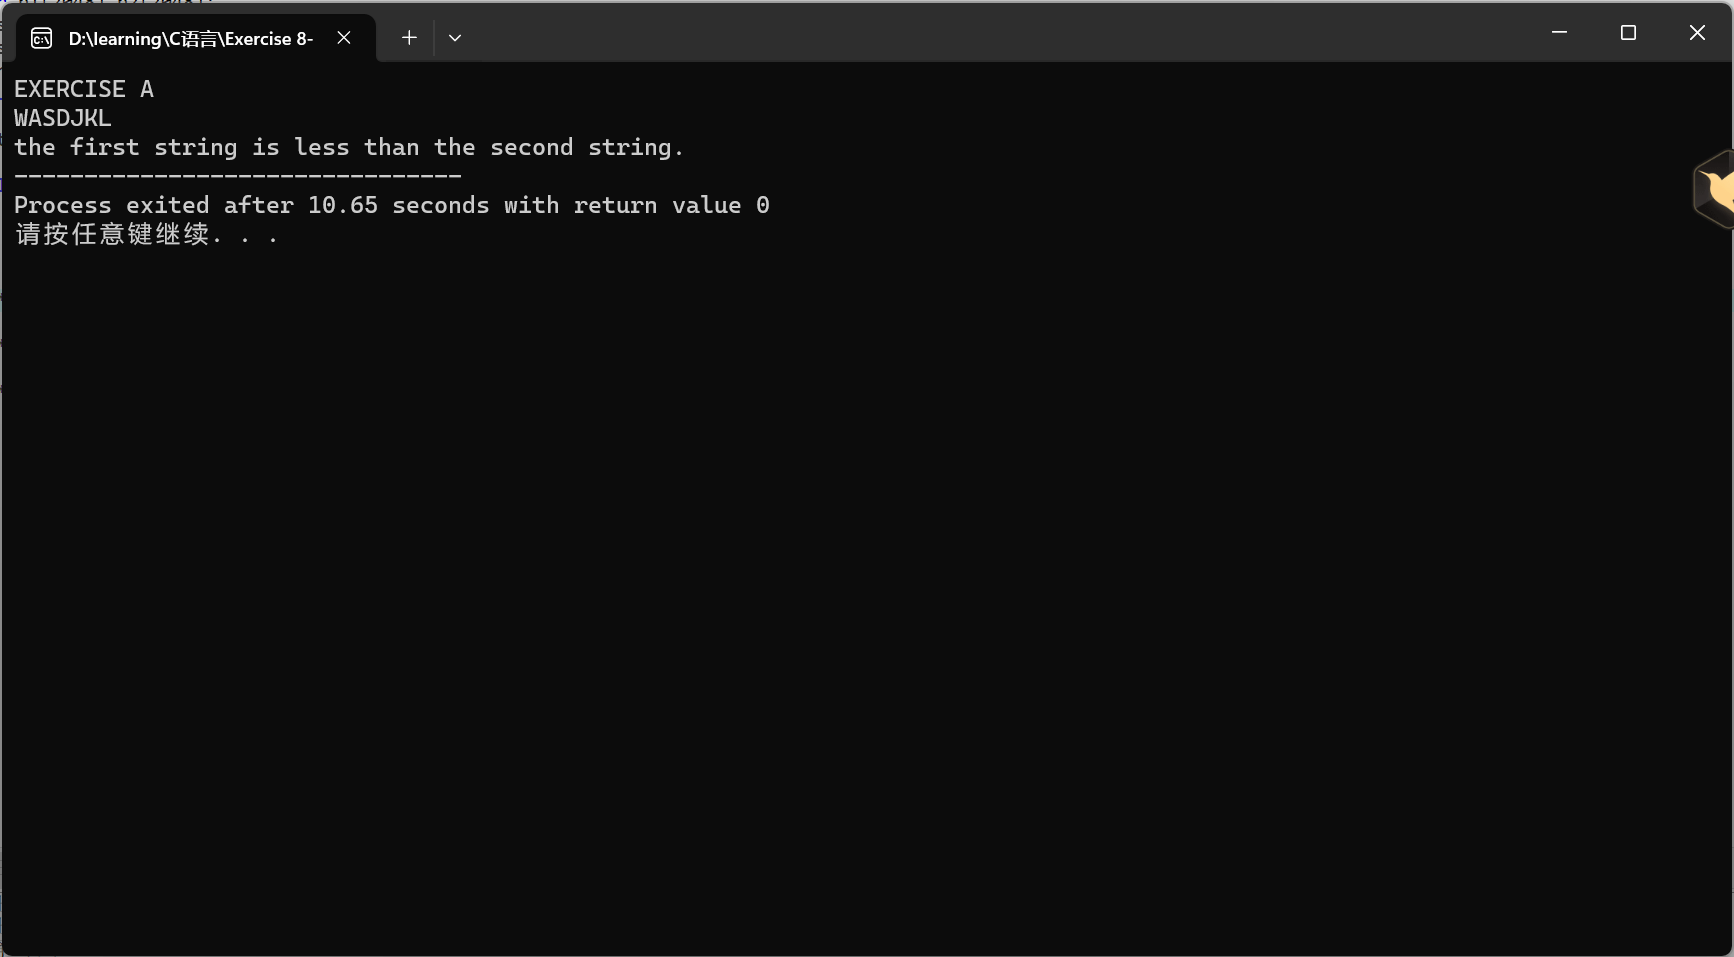 D:\learning\C语言\Exercise 8-
EXERCISE A
WASDJKL
the first string is less than the second string.
--------------------------------
Process exited after 10.65 seconds with return value 0
请按任意键继续. . .